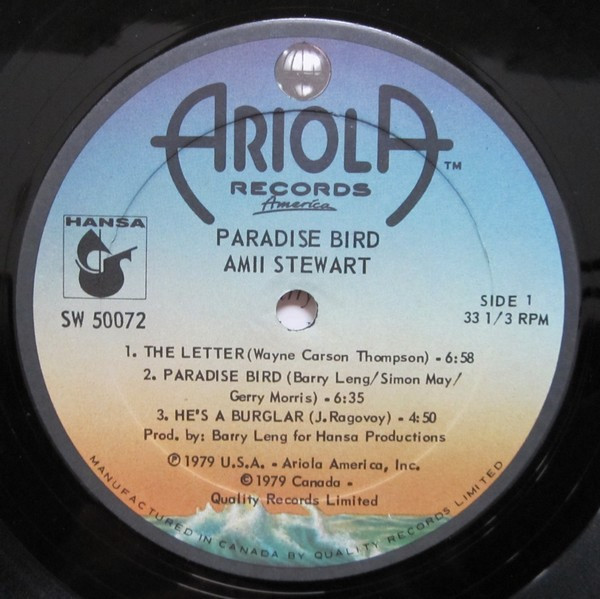 ARIOLA TM
RECORDS
America
HANSA
PARADISE BIRD
AMII STEWART
SW 50072
SIDE 1
33 1/3 RPM
1. THE LETTER (Wayne Carson Thompson) - 6:58
2. PARADISE BIRD (Barry Leng/Simon May/
Gerry Morris) - 6:35
3. HE'S A BURGLAR (J.Ragovoy) - 4:50
Prod. by: Barry Leng for Hansa Productions
℗ 1979 U.S.A. - Ariola America, Inc.
© 1979 Canada -
Quality Records Limited
MANUFACTURED IN CANADA BY QUALITY RECORDS LIMITED